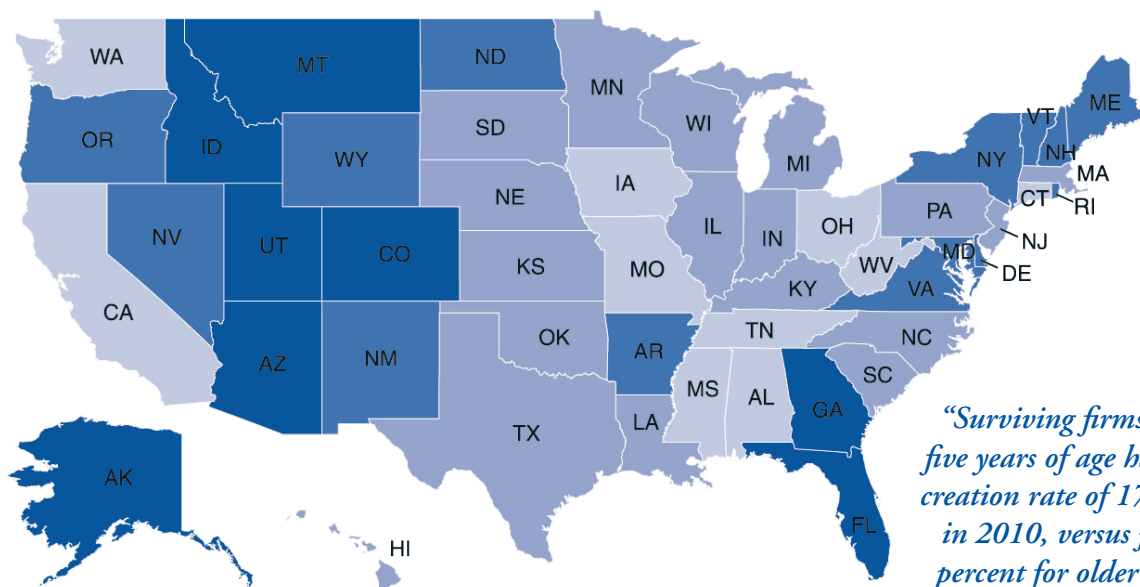 WA
MT
ND
MN
ME
VT
OR
ID
SD
WI
NH
WY
MI
NY
MA
IA
CT
RI
NE
PA
NV
IL
IN
OH
NJ
UT
CO
MD
WV
DE
KS
MO
VA
KY
CA
TN
NC
OK
AR
AZ
NM
SC
MS
AL
GA
LA
TX
AK
FL
HI
“Surviving firms
five years of age h
creation rate of 17
in 2010, versus
percent for older